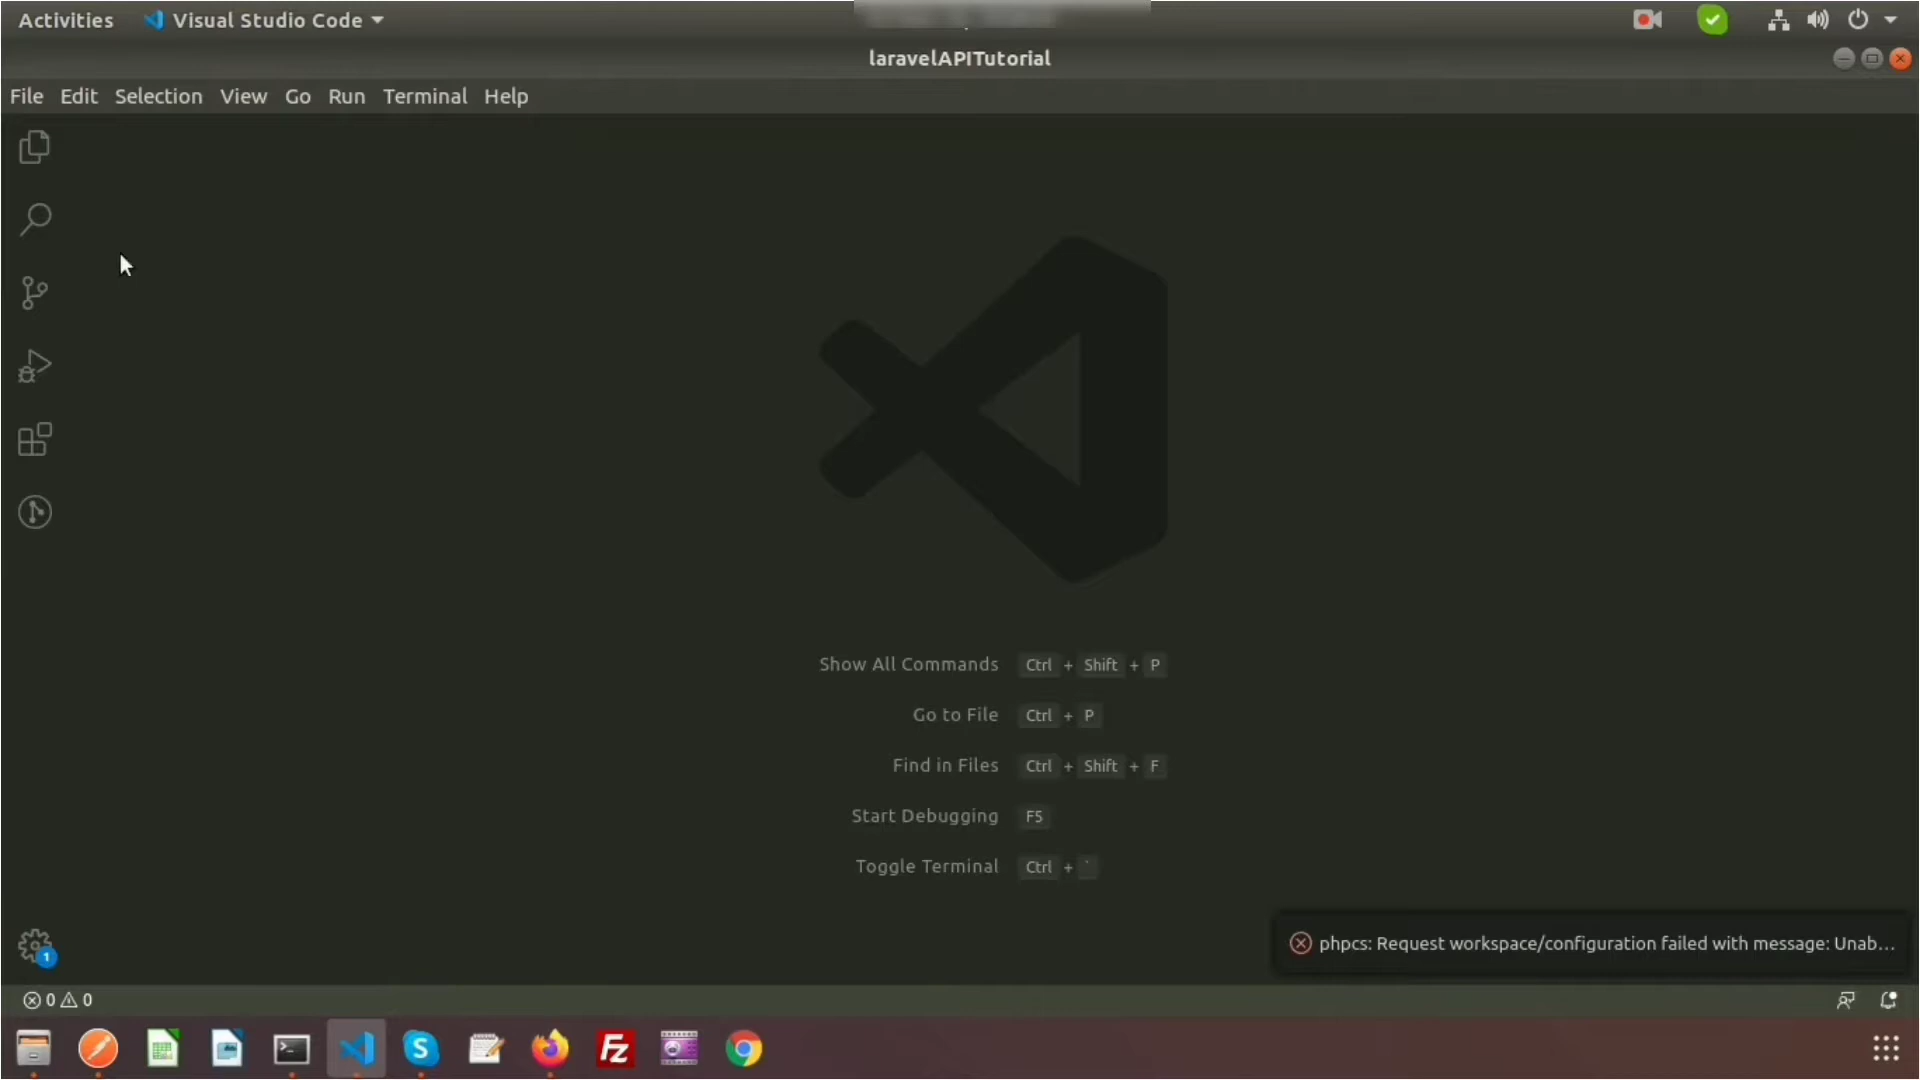 Activities Visual Studio Code
laravelAPITutorial
File Edit Selection View Go Run Terminal Help
Show All Commands Ctrl + Shift + P
Go to File Ctrl + P
Find in Files Ctrl + Shift + F
Start Debugging F5
Toggle Terminal Ctrl + `
1
phpcs: Request workspace/configuration failed with message: Unab...
0 0
S
Fz